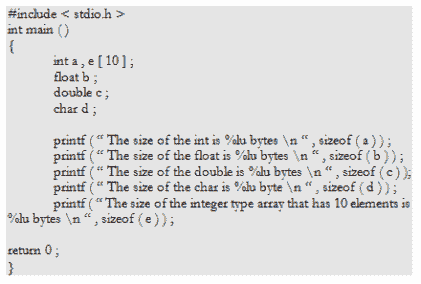 #include < stdio.h >
int main ()
{
int a , e [ 10 ] ;
float b ;
double c ;
char d ;
printf ( “ The size of the int is %lu bytes \n “ , sizeof ( a ) ) ;
printf ( “ The size of the float is %lu bytes \n “ , sizeof ( b ) ) ;
printf ( “ The size of the double is %lu bytes \n “ , sizeof ( c ) ) ;
printf ( “ The size of the char is %lu byte \n “ , sizeof ( d ) ) ;
printf ( “ The size of the integer type array that has 10 elements is
%lu bytes \n “ , sizeof ( e ) ) ;
return 0 ;
}